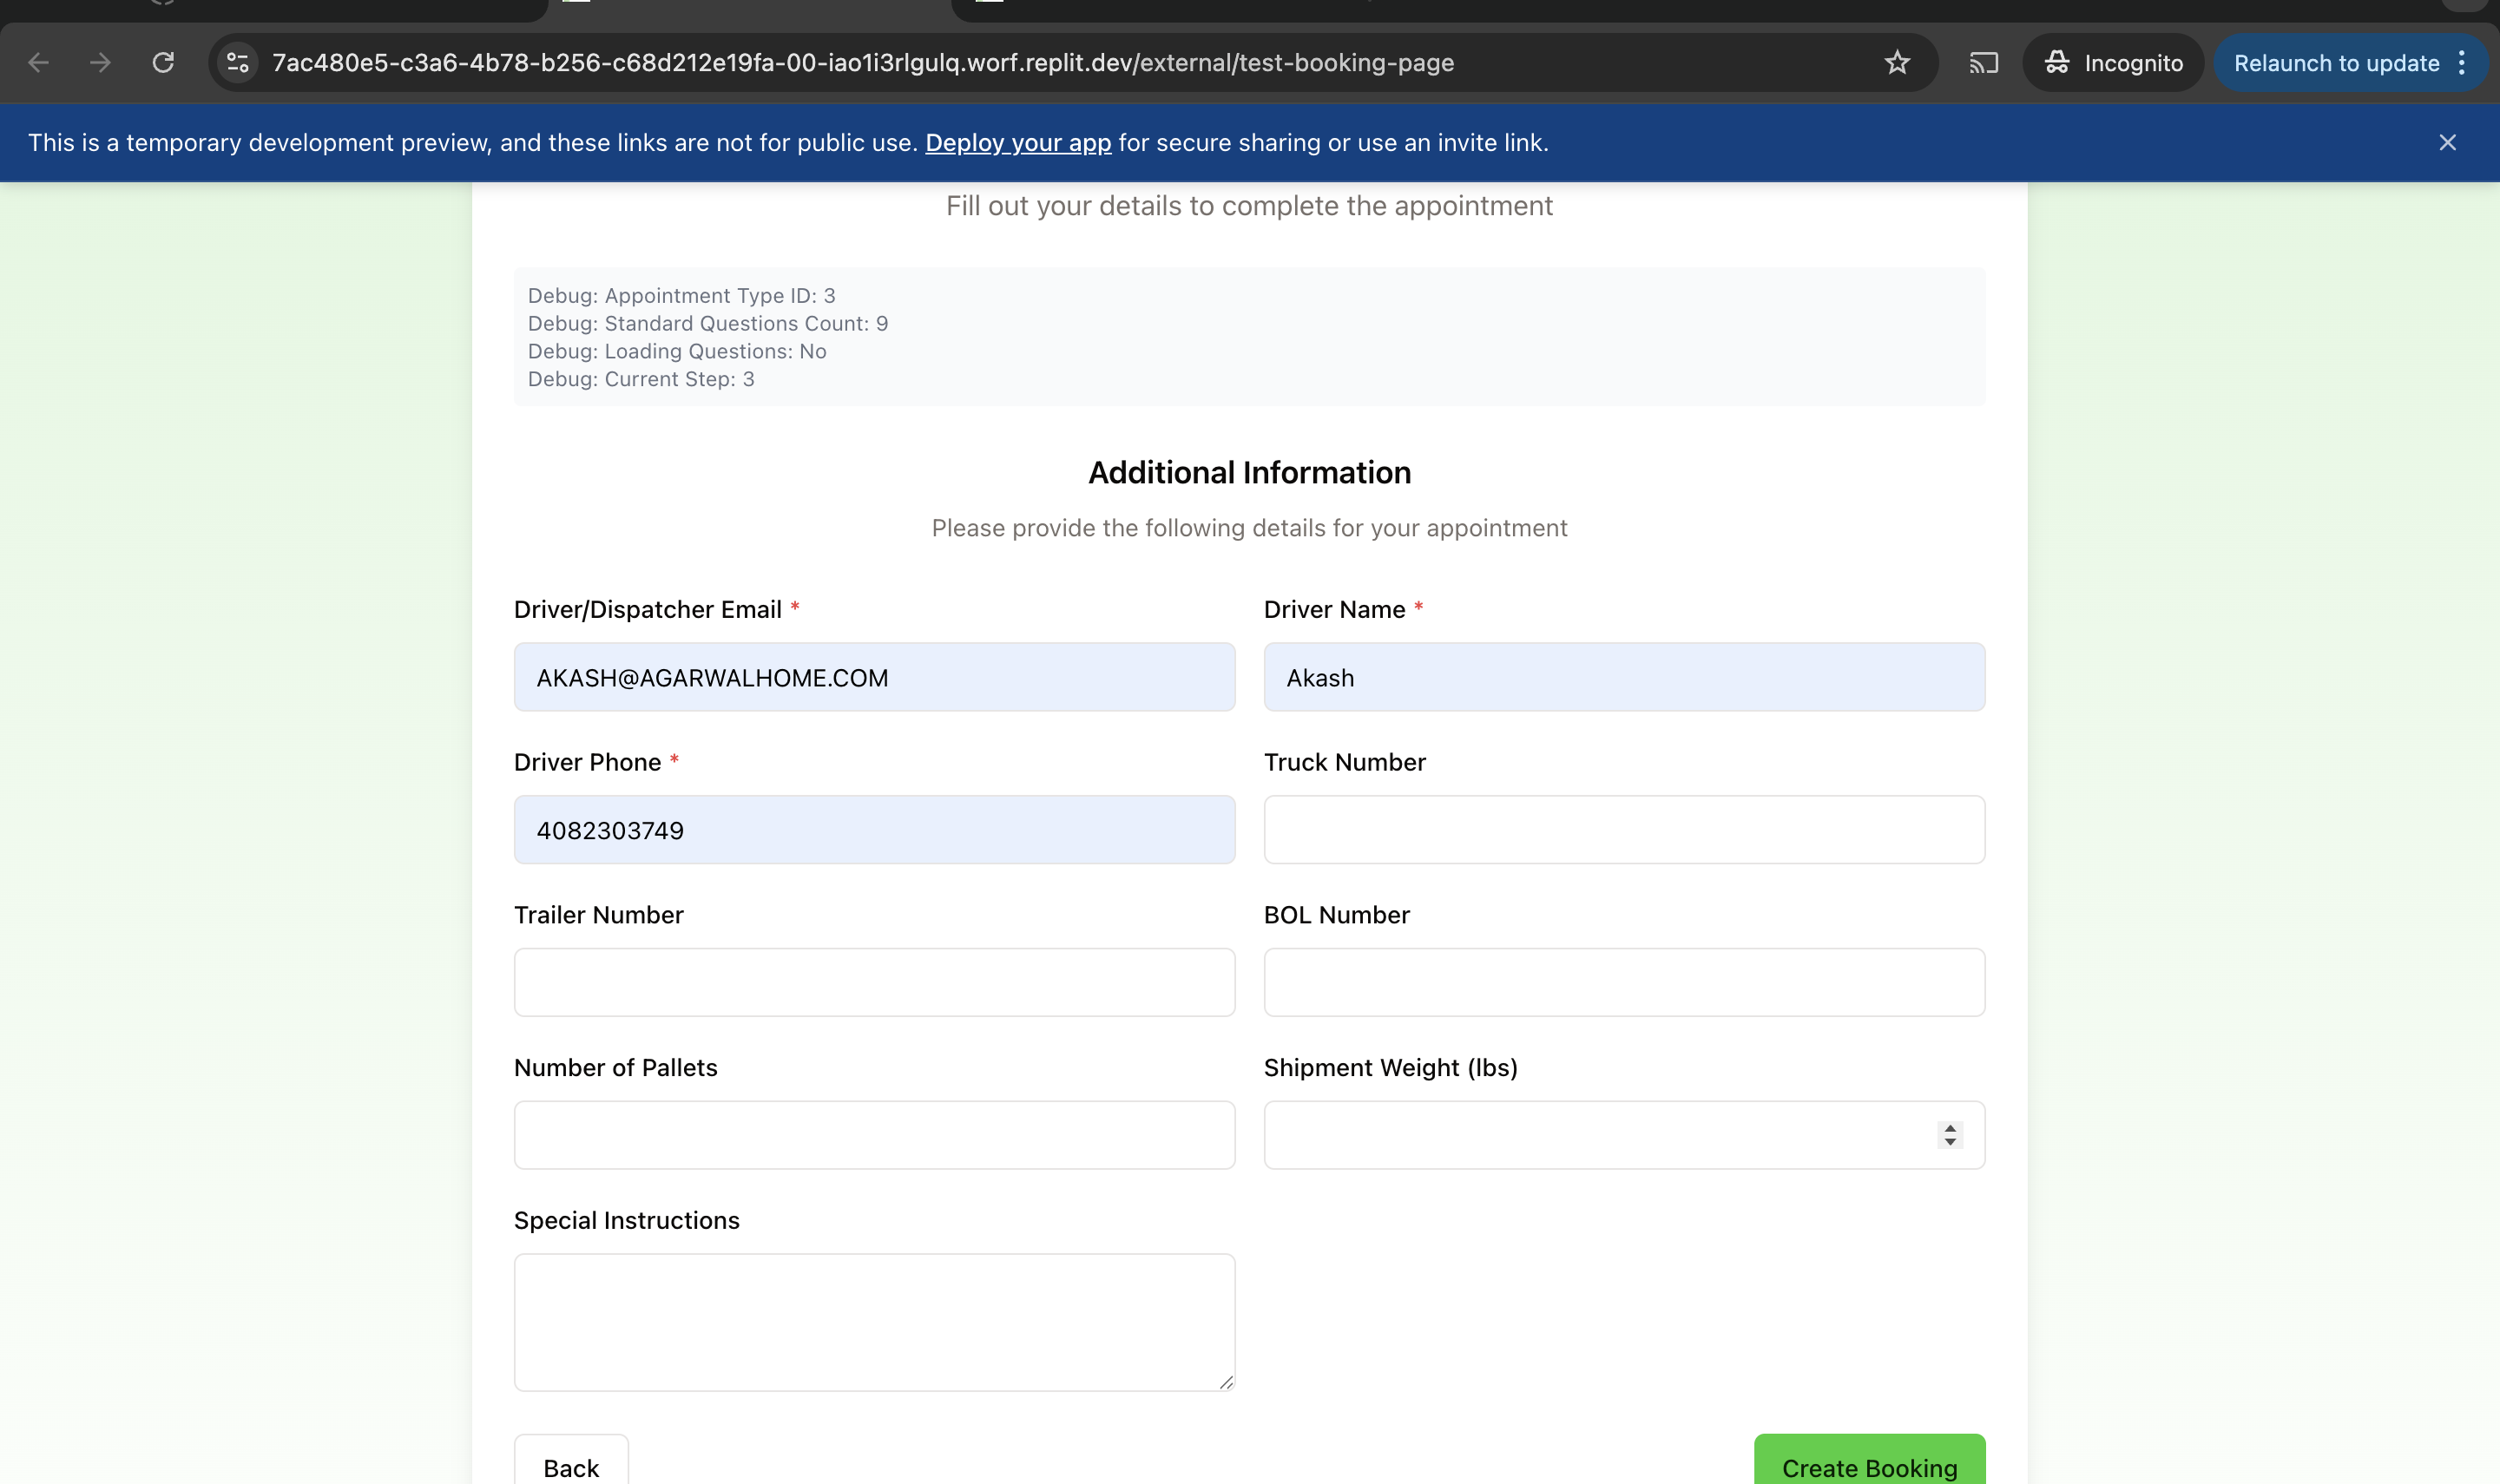 7ac480e5-c3a6-4b78-b256-c68d212e19fa-00-iao1i3rlgulq.worf.replit.dev/external/test-booking-page
Incognito
Relaunch to update
This is a temporary development preview, and these links are not for public use. Deploy your app for secure sharing or use an invite link.
Fill out your details to complete the appointment
Debug: Appointment Type ID: 3
Debug: Standard Questions Count: 9
Debug: Loading Questions: No
Debug: Current Step: 3
Additional Information
Please provide the following details for your appointment
Driver/Dispatcher Email *
Driver Name *
AKASH@AGARWALHOME.COM
Akash
Driver Phone *
Truck Number
4082303749
Trailer Number
BOL Number
Number of Pallets
Shipment Weight (lbs)
Special Instructions
Back
Create Booking